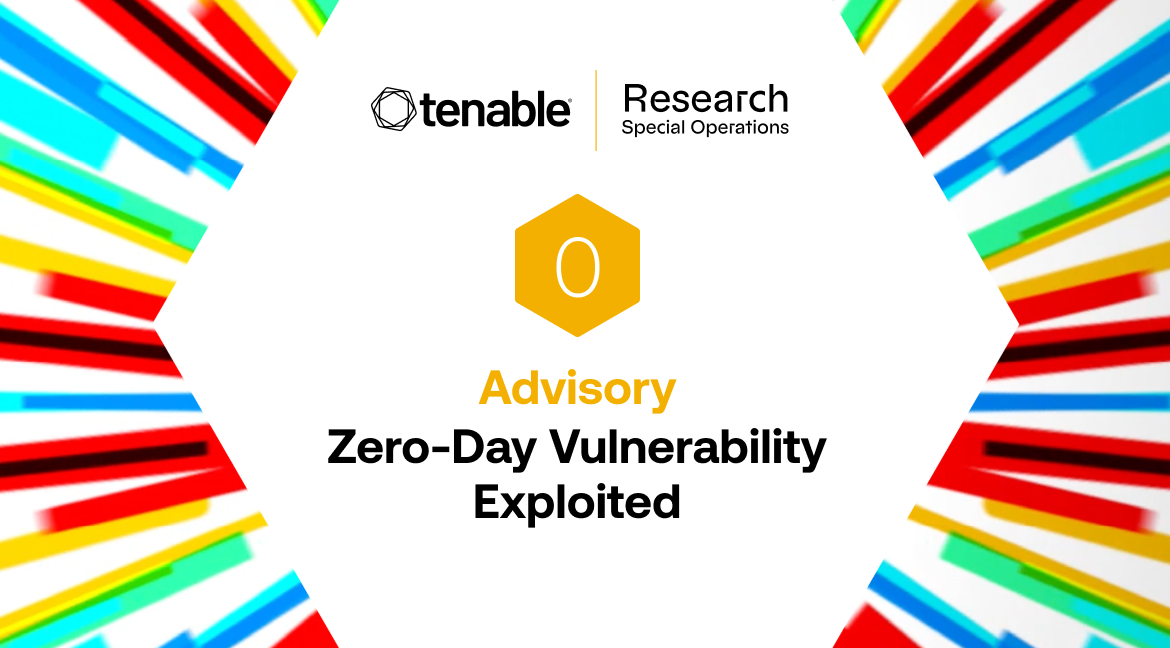 tenable
Research
Special Operations
0
Advisory
Zero-Day Vulnerability
Exploited